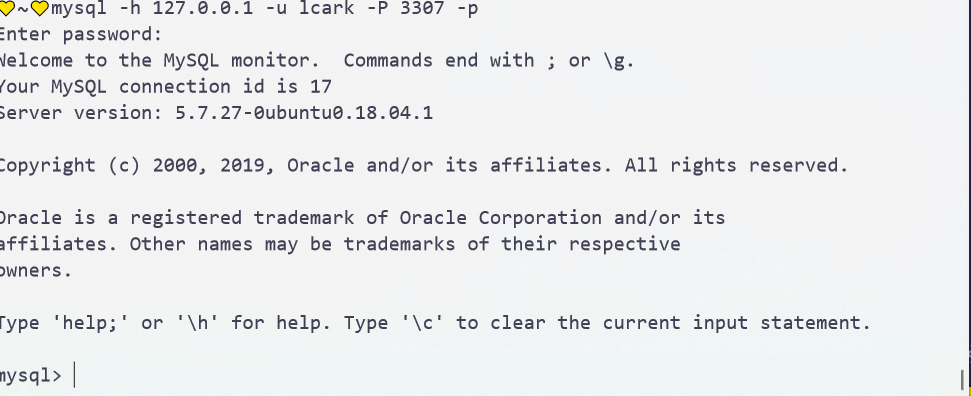 ~mysql -h 127.0.0.1 -u lcark -P 3307 -p
Enter password:
Welcome to the MySQL monitor.  Commands end with ; or \g.
Your MySQL connection id is 17
Server version: 5.7.27-0ubuntu0.18.04.1
Copyright (c) 2000, 2019, Oracle and/or its affiliates. All rights reserved.
Oracle is a registered trademark of Oracle Corporation and/or its
affiliates. Other names may be trademarks of their respective
owners.
Type 'help;' or '\h' for help. Type '\c' to clear the current input statement.
mysql>